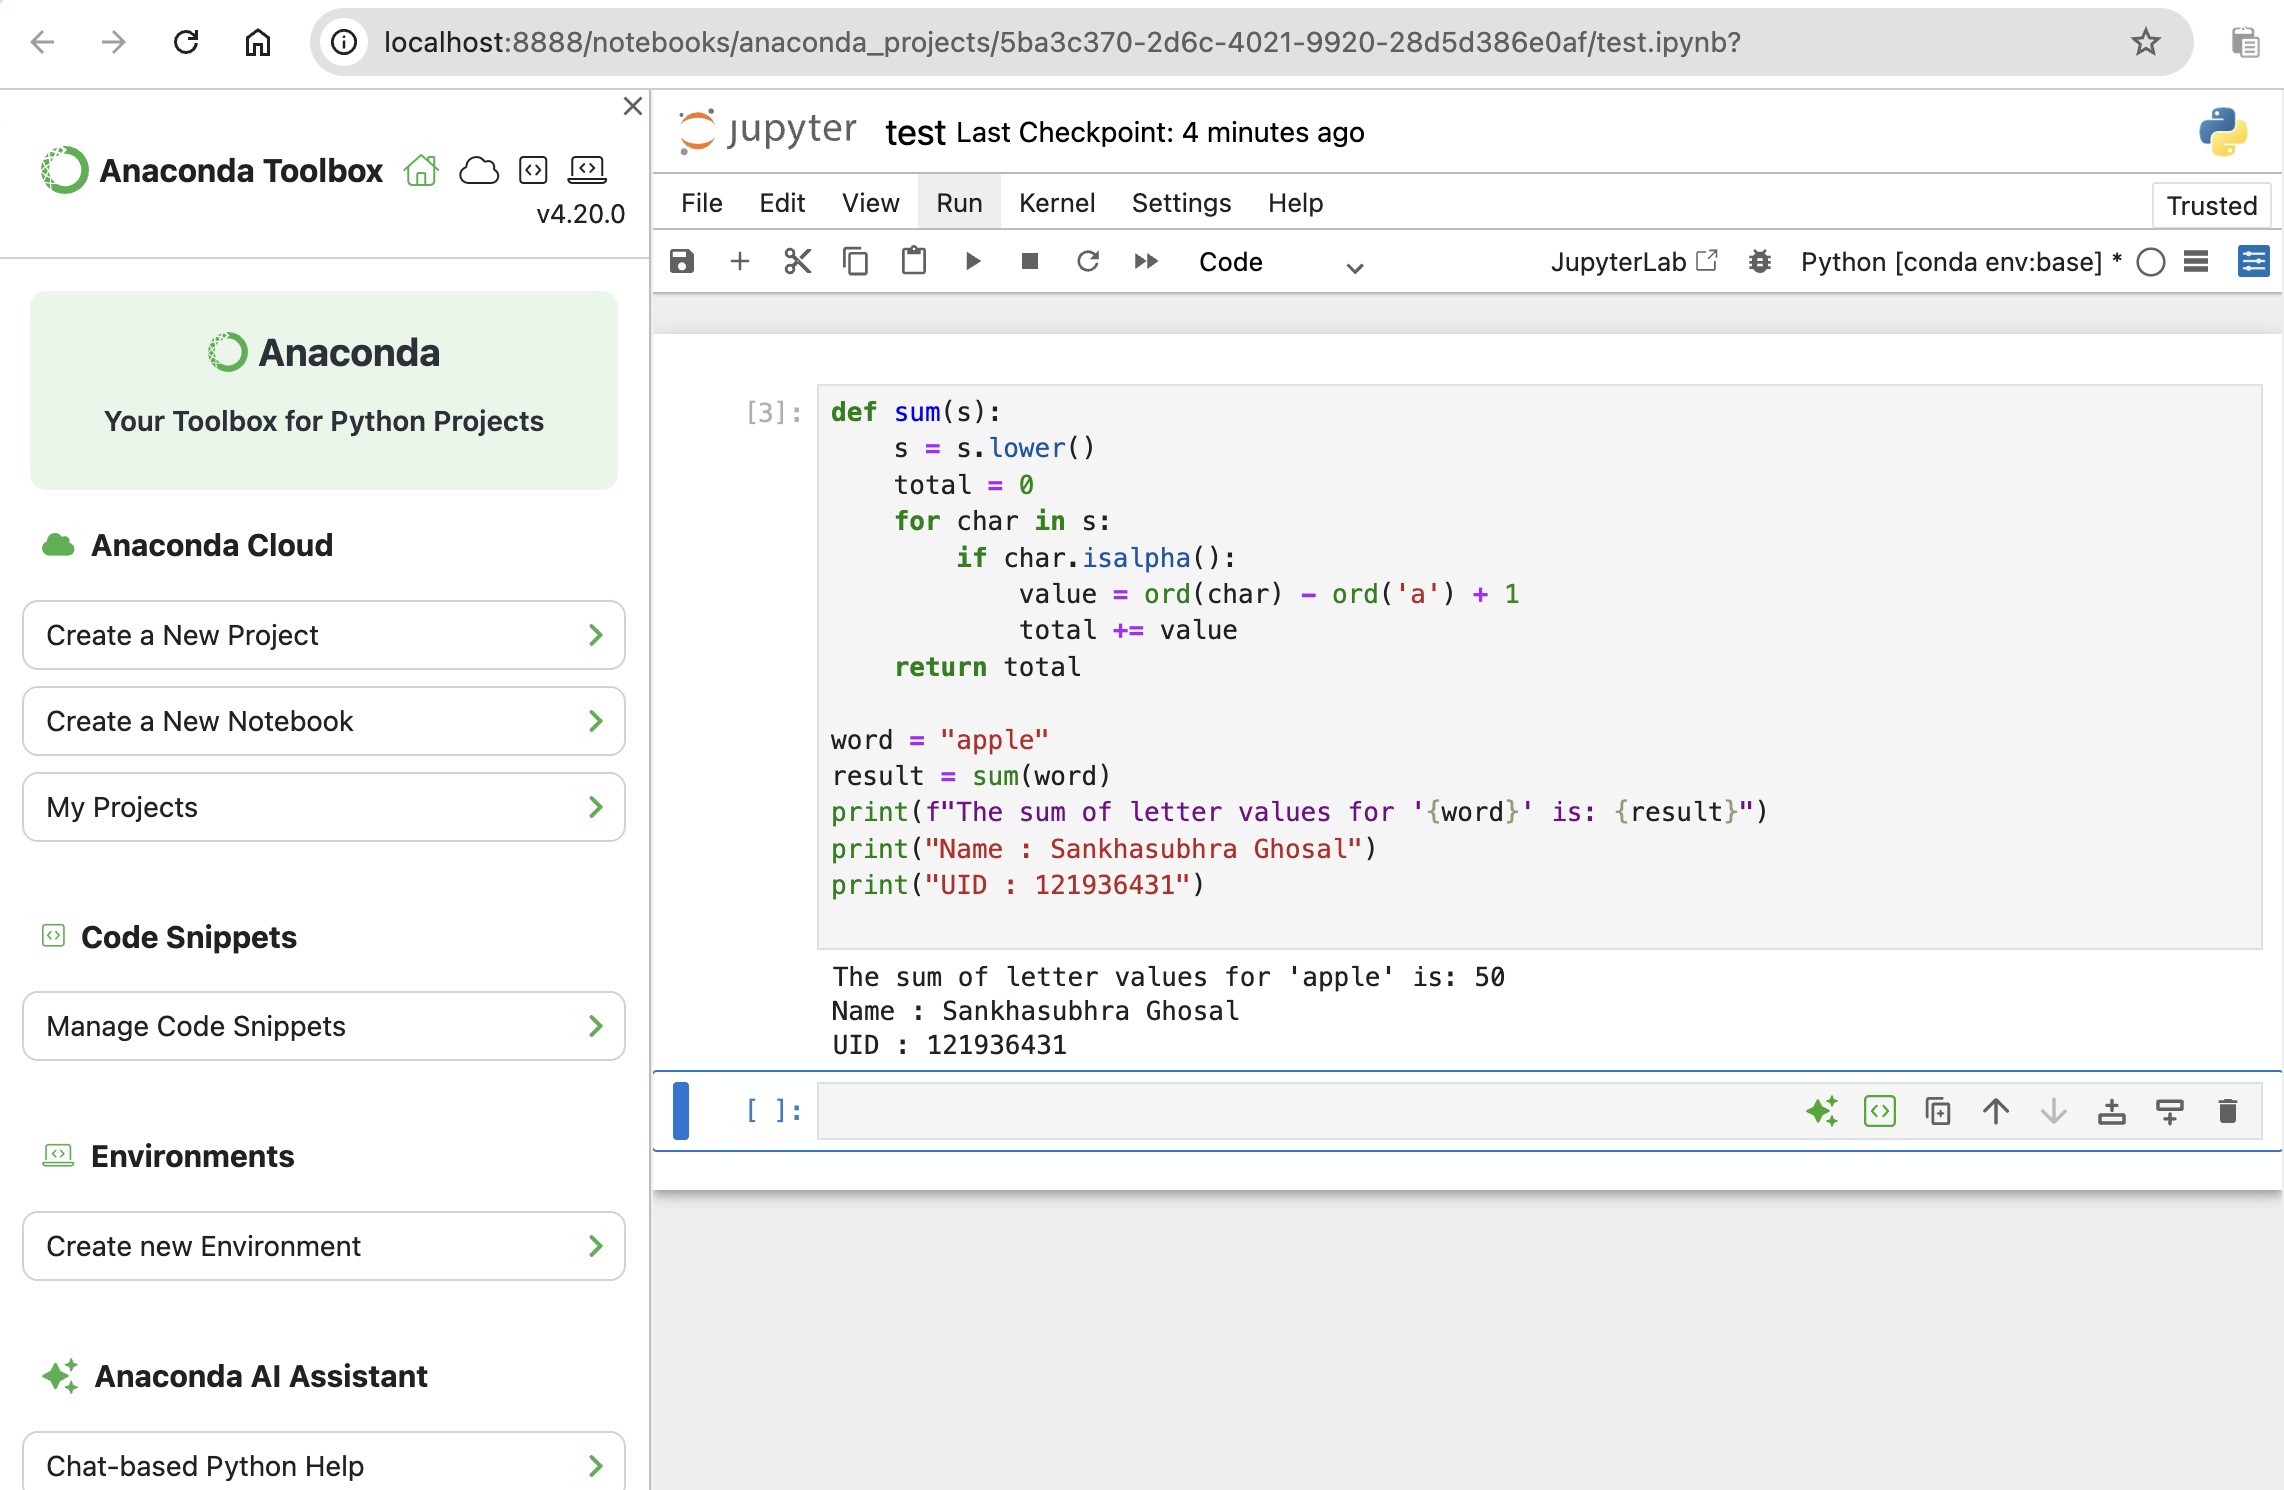 localhost:8888/notebooks/anaconda_projects/5ba3c370-2d6c-4021-9920-28d5d386e0af/test.ipynb?
Anaconda Toolbox
v4.20.0
Anaconda
Your Toolbox for Python Projects
Anaconda Cloud
Create a New Project
Create a New Notebook
My Projects
Code Snippets
Manage Code Snippets
Environments
Create new Environment
Anaconda AI Assistant
Chat-based Python Help
jupyter test Last Checkpoint: 4 minutes ago
File Edit View Run Kernel Settings Help Trusted
Code JupyterLab Python [conda env:base] *
[3]: def sum(s):
    s = s.lower()
    total = 0
    for char in s:
        if char.isalpha():
            value = ord(char) - ord('a') + 1
            total += value
    return total
word = "apple"
result = sum(word)
print(f"The sum of letter values for '{word}' is: {result}")
print("Name : Sankhasubhra Ghosal")
print("UID : 121936431")
The sum of letter values for 'apple' is: 50
Name : Sankhasubhra Ghosal
UID : 121936431
[ ]: